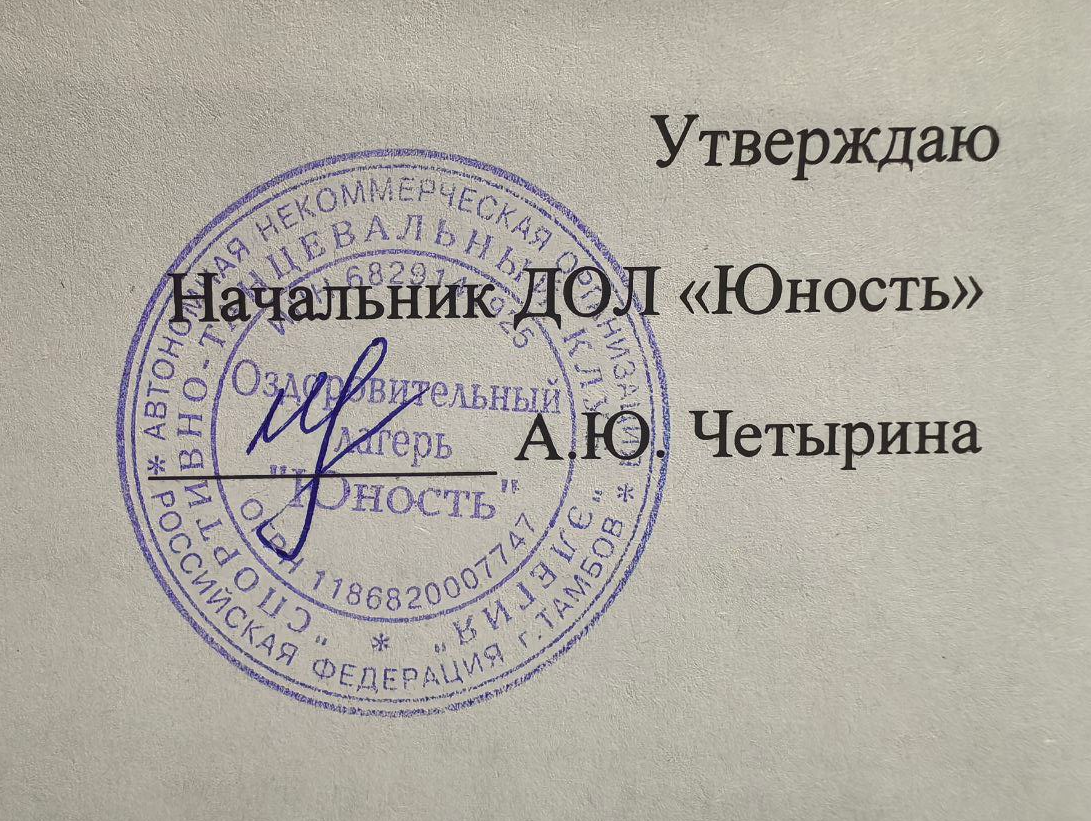 Утверждаю
Начальник ДОЛ «Юность»
А.Ю. Четырина
АВТОНОМНАЯ НЕКОММЕРЧЕСКАЯ ОРГАНИЗАЦИЯ
* РОССИЙСКАЯ ФЕДЕРАЦИЯ г.ТАМБОВ *
"СПОРТИВНО-ТАНЦЕВАЛЬНЫЙ КЛУБ
"ЭЛЕГИЯ" *
Оздоровительный
лагерь
"Юность"
ОГРН 1186820007747